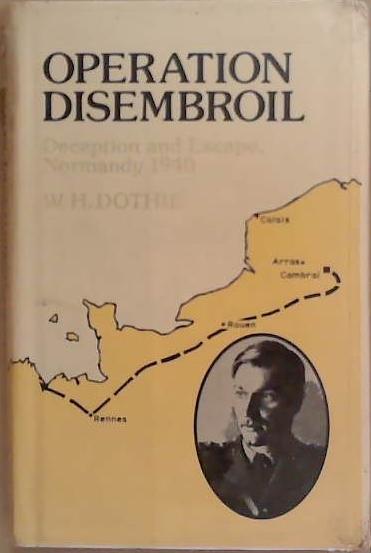 OPERATION
DISEMBROIL
Deception and Escape,
Normandy 1940
W.H.DOTHIE
Calais
Arras
Cambrai
Rouen
Rennes